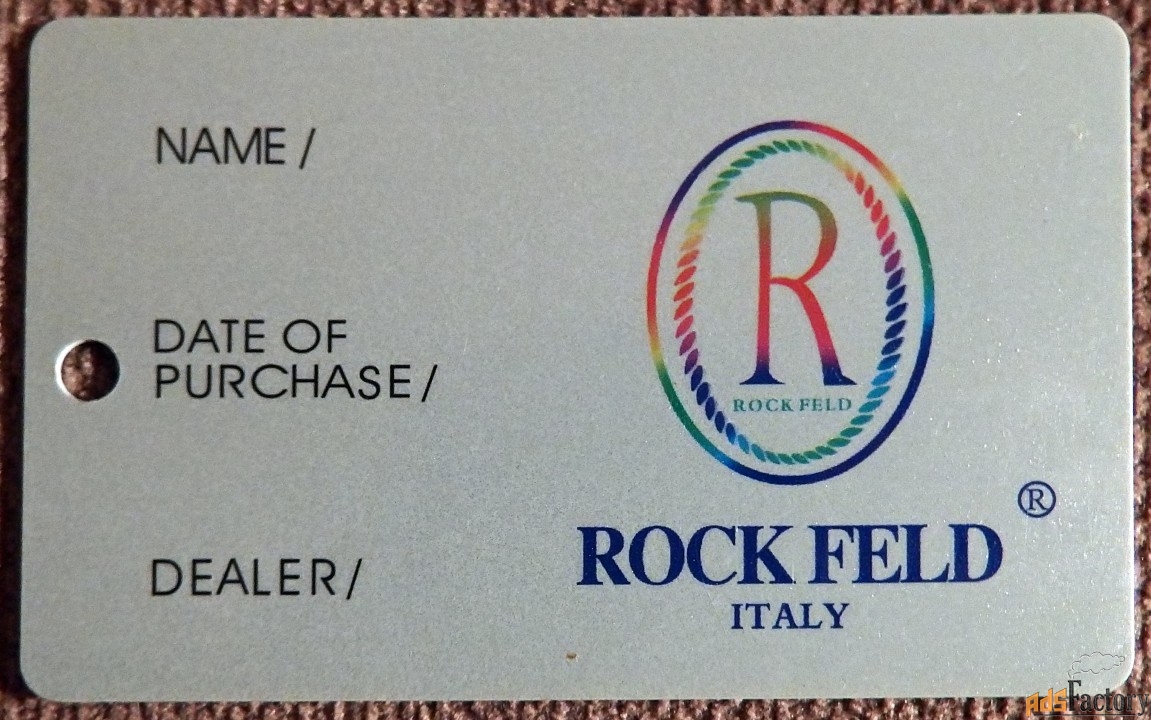 NAME /
DATE OF
PURCHASE /
DEALER /
R
ROCK FELD
®
ROCK FELD
ITALY
adsFactory